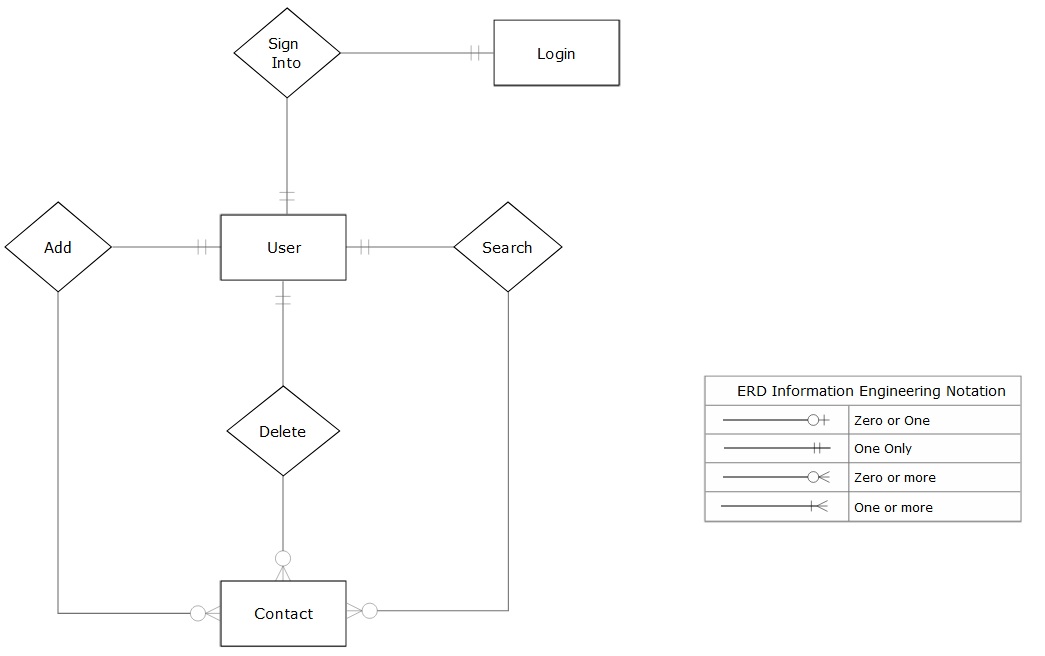 Sign
Into
Login
Add
User
Search
Delete
Contact
ERD Information Engineering Notation
Zero or One
One Only
Zero or more
One or more